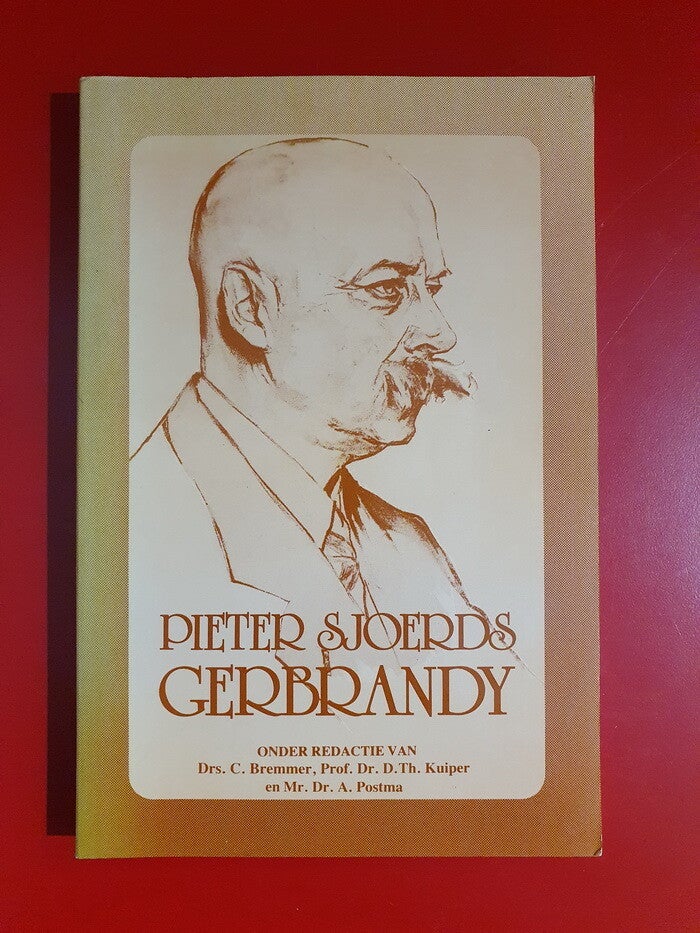 PIETER SJOERDS
GERBRANDY
ONDER REDACTIE VAN
Drs. C. Bremmer, Prof. Dr. D.Th. Kuiper
en Mr. Dr. A. Postma